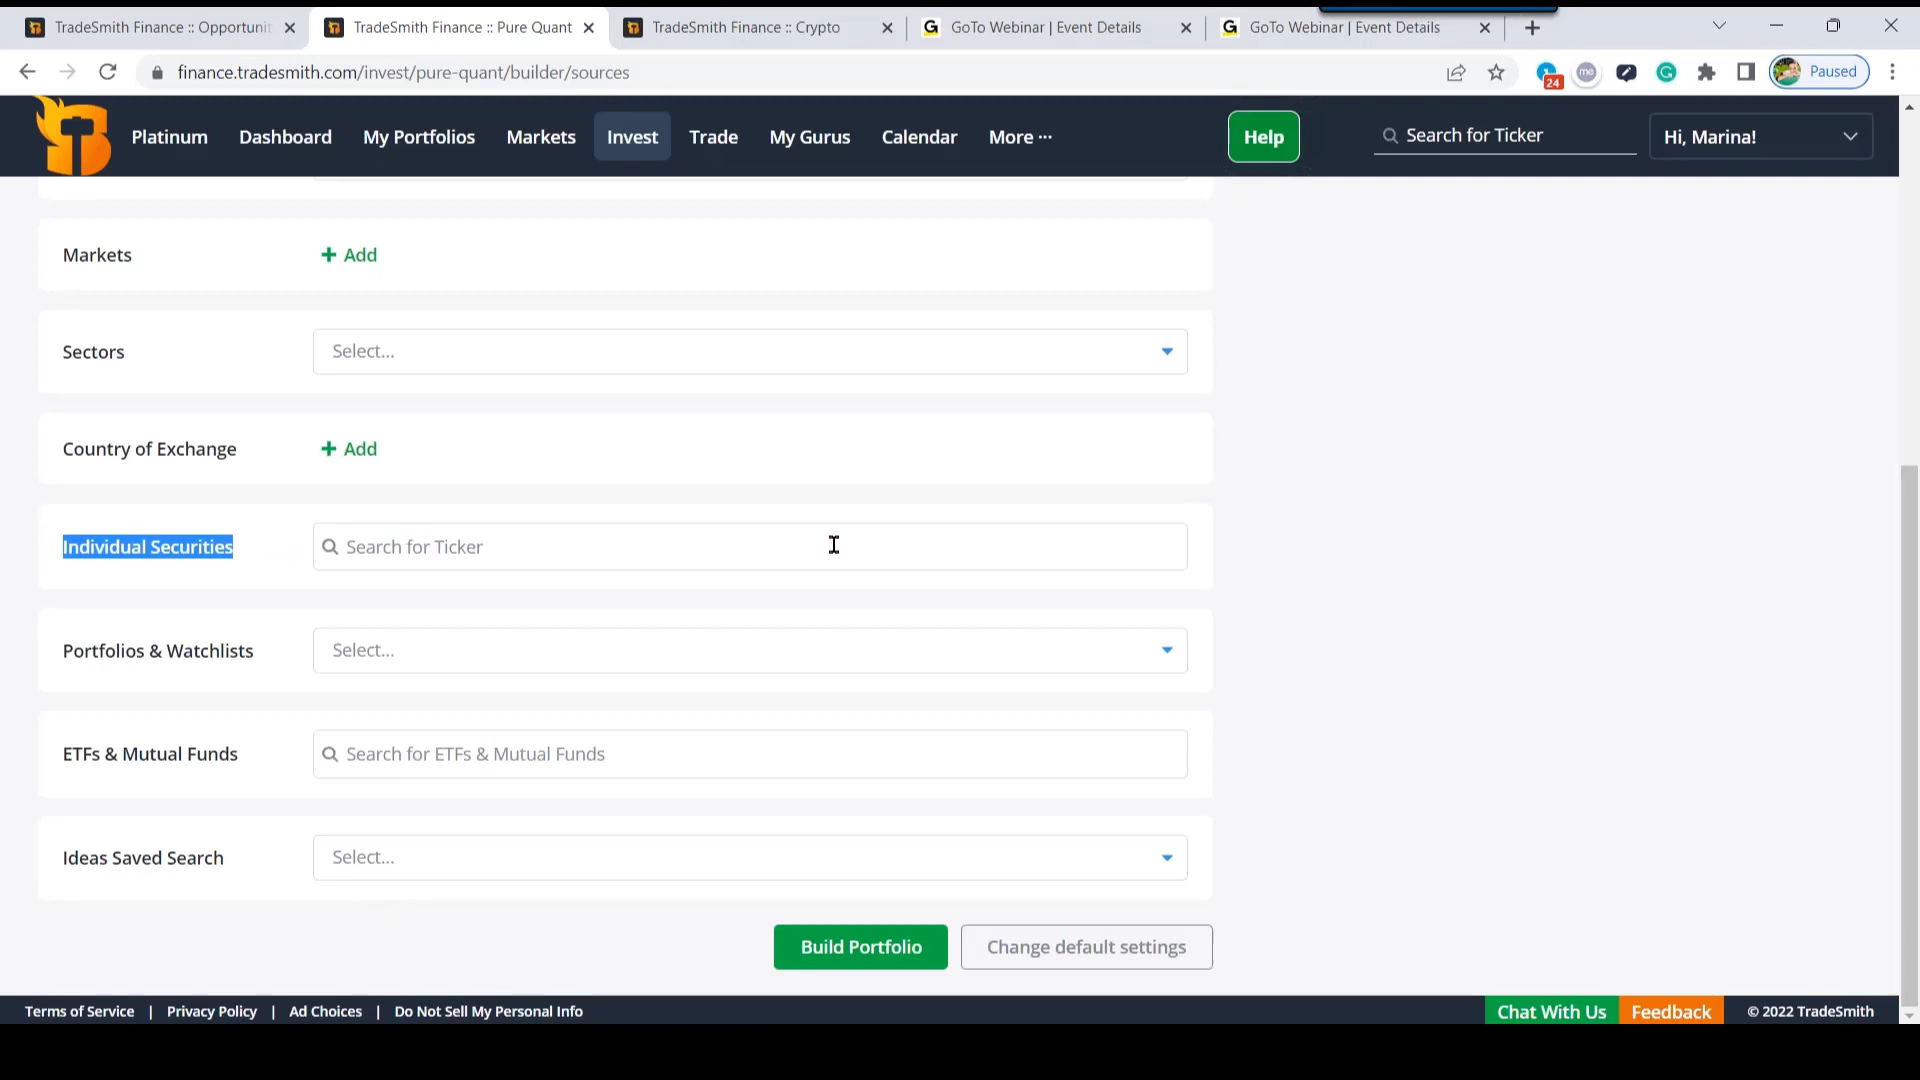 TradeSmith Finance :: Opportunit
TradeSmith Finance :: Pure Quant
TradeSmith Finance :: Crypto
G GoTo Webinar | Event Details
G GoTo Webinar | Event Details
finance.tradesmith.com/invest/pure-quant/builder/sources
24
me
G
Paused
Platinum Dashboard My Portfolios Markets Invest Trade My Gurus Calendar More ···
Help
Search for Ticker
Hi, Marina!
Markets + Add
Sectors Select...
Country of Exchange + Add
Individual Securities Search for Ticker
Portfolios & Watchlists Select...
ETFs & Mutual Funds Search for ETFs & Mutual Funds
Ideas Saved Search Select...
Build Portfolio Change default settings
Terms of Service | Privacy Policy | Ad Choices | Do Not Sell My Personal Info
Chat With Us Feedback © 2022 TradeSmith